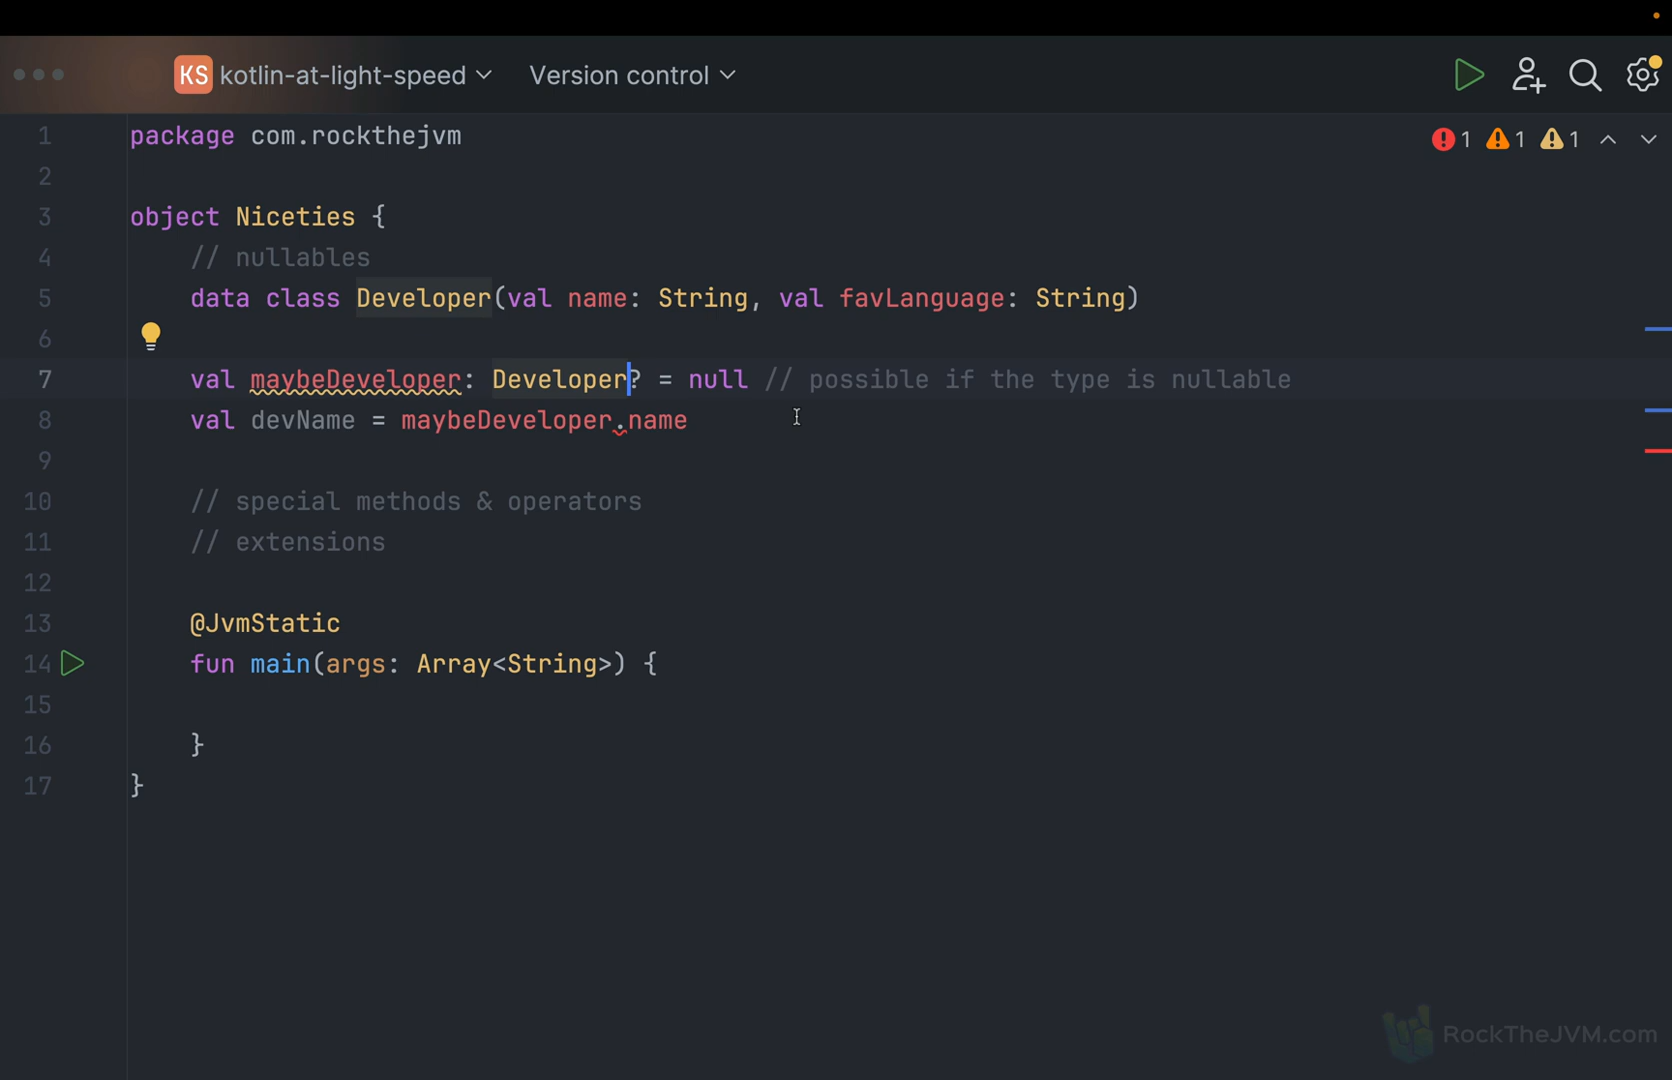 KS kotlin-at-light-speed Version control
1 package com.rockthejvm 1 1 1
2
3 object Niceties {
4 // nullables
5 data class Developer(val name: String, val favLanguage: String)
6
7 val maybeDeveloper: Developer? = null // possible if the type is nullable
8 val devName = maybeDeveloper.name
9
10 // special methods & operators
11 // extensions
12
13 @JvmStatic
14 fun main(args: Array<String>) {
15
16 }
17 }
RockTheJVM.com